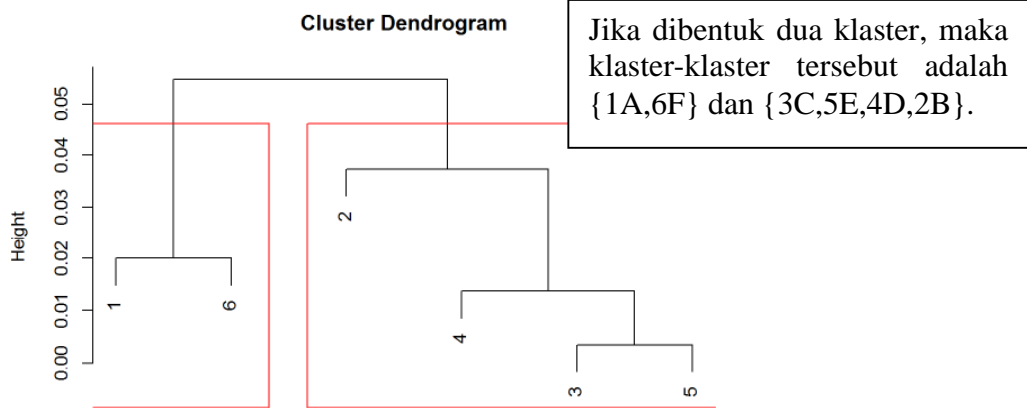 Cluster Dendrogram
Jika dibentuk dua klaster, maka
klaster-klaster tersebut adalah
{1A,6F} dan {3C,5E,4D,2B}.
Height
0.05
0.04
0.03
0.02
0.01
0.00
1
6
2
4
3
5